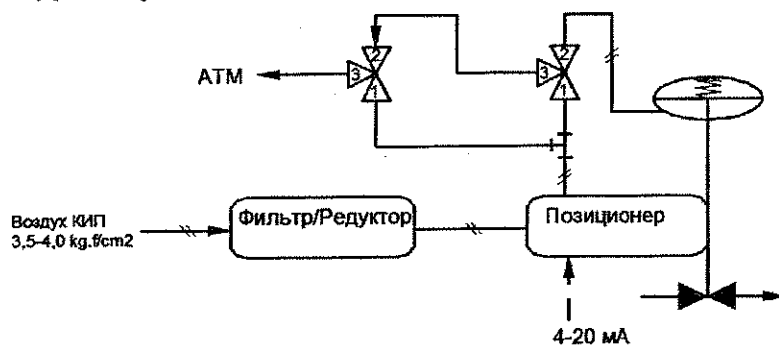 2
2
3
3
АТМ
1
1
Воздух КИП
3,5-4,0 kg.f/cm2
Фильтр/Редуктор
Позиционер
4-20 мА